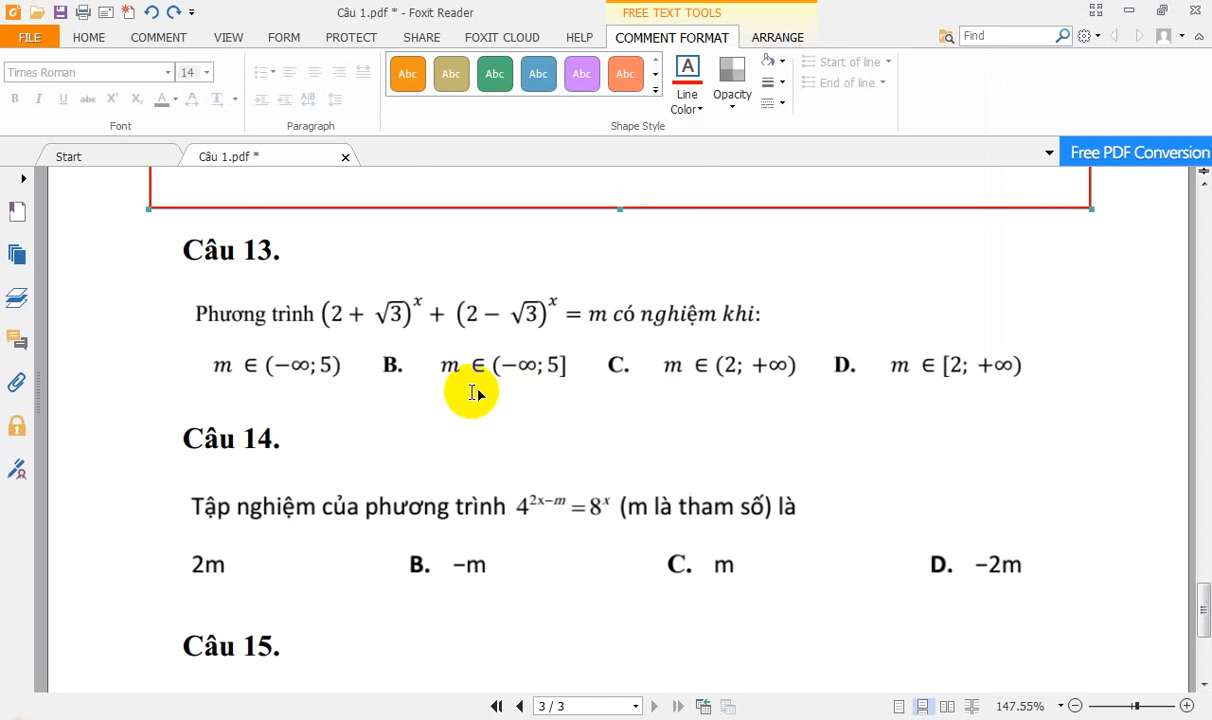 Câu 1.pdf * - Foxit Reader
FREE TEXT TOOLS
FILE HOME COMMENT VIEW FORM PROTECT SHARE FOXIT CLOUD HELP COMMENT FORMAT ARRANGE
Find
Times Roman 14
Abc Abc Abc Abc Abc Abc
Line Color
Opacity
Start of line
End of line
B I U abc X² X₂ A A T
Font Paragraph Shape Style
Start Câu 1.pdf * Free PDF Conversion
Câu 13.
Phương trình (2 + √3)^x + (2 − √3)^x = m có nghiệm khi:
m ∈ (−∞; 5) B. m ∈ (−∞; 5] C. m ∈ (2; +∞) D. m ∈ [2; +∞)
Câu 14.
Tập nghiệm của phương trình 4^{2x−m} = 8^x (m là tham số) là
2m B. −m C. m D. −2m
Câu 15.
3 / 3 147.55%